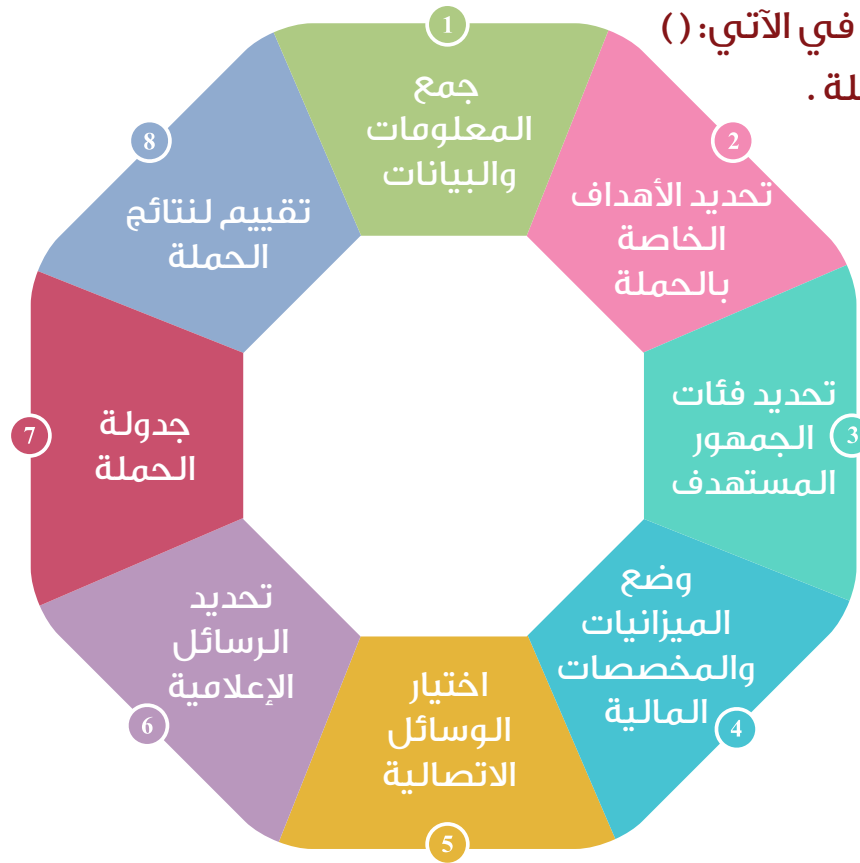 في الآتي: ()
لة .
1
جمع
المعلومات
والبيانات
2
تحديد الأهداف
الخاصة
بالحملة
3
تحديد فئات
الجمهور
المستهدف
4
وضع
الميزانيات
والمخصصات
المالية
5
اختيار
الوسائل
الاتصالية
6
تحديد
الرسائل
الإعلامية
7
جدولة
الحملة
8
تقييم لنتائج
الحملة